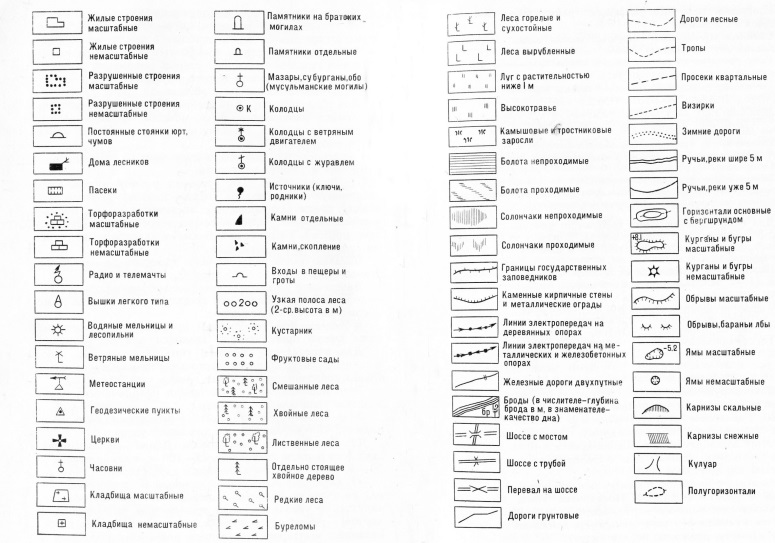 Жилые строения
масштабные
Жилые строения
немасштабные
Разрушенные строения
масштабные
Разрушенные строения
немасштабные
Постоянные стоянки юрт,
чумов
Дома лесников
Пасеки
Торфоразработки
масштабные
Торфоразработки
немасштабные
Радио и телемачты
Вышки легкого типа
Водяные мельницы и
лесопильни
Ветряные мельницы
Метеостанции
Геодезические пункты
Церкви
Часовни
Кладбища масштабные
Кладбища немасштабные
Памятники на братских
могилах
Памятники отдельные
Мазары, субурганы, обо
(мусульманские могилы)
К
Колодцы
Колодцы с ветряным
двигателем
Колодцы с журавлем
Источники (ключи,
родники)
Камни отдельные
Камни, скопление
Входы в пещеры и
гроты
2
Узкая полоса леса
(2-ср. высота в м)
Кустарник
Фруктовые сады
Смешанные леса
Хвойные леса
Лиственные леса
Отдельно стоящее
хвойное дерево
Редкие леса
Буреломы
Леса горелые и
сухостойные
Леса вырубленные
Луг с растительностью
ниже 1 м
Высокотравье
Камышовые и тростниковые
заросли
Болота непроходимые
Болота проходимые
Солончаки непроходимые
Солончаки проходимые
Границы государственных
заповедников
Каменные кирпичные стены
и металлические ограды
Линии электропередач на
деревянных опорах
Линии электропередач на ме-
таллических и железобетонных
опорах
Железные дороги двухпутные
бр
Броды (в числителе-глубина
брода в м, в знаменателе-
качество дна)
Шоссе с мостом
Шоссе с трубой
Перевал на шоссе
Дороги грунтовые
Дороги лесные
Тропы
Просеки квартальные
Визирки
Зимние дороги
Ручьи, реки шире 5 м
Ручьи, реки уже 5 м
Горизонтали основные
с бергшрундом
Курганы и бугры
масштабные
Курганы и бугры
немасштабные
Обрывы масштабные
Обрывы, бараньи лбы
-5.2
Ямы масштабные
Ямы немасштабные
Карнизы скальные
Карнизы снежные
Кулуар
Полугоризонтали